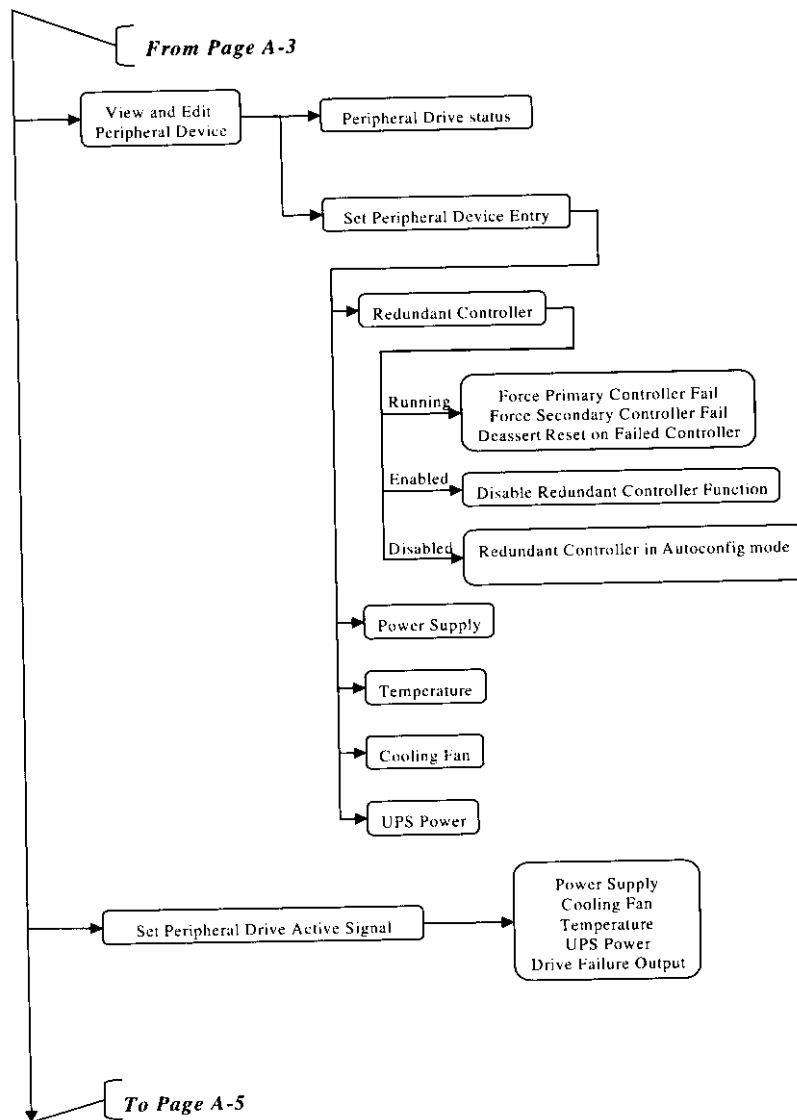 From Page A-3
View and Edit
Peripheral Device
Peripheral Drive status
Set Peripheral Device Entry
Redundant Controller
Running
Force Primary Controller Fail
Force Secondary Controller Fail
Deassert Reset on Failed Controller
Enabled
Disable Redundant Controller Function
Disabled
Redundant Controller in Autoconfig mode
Power Supply
Temperature
Cooling Fan
UPS Power
Set Peripheral Drive Active Signal
Power Supply
Cooling Fan
Temperature
UPS Power
Drive Failure Output
To Page A-5